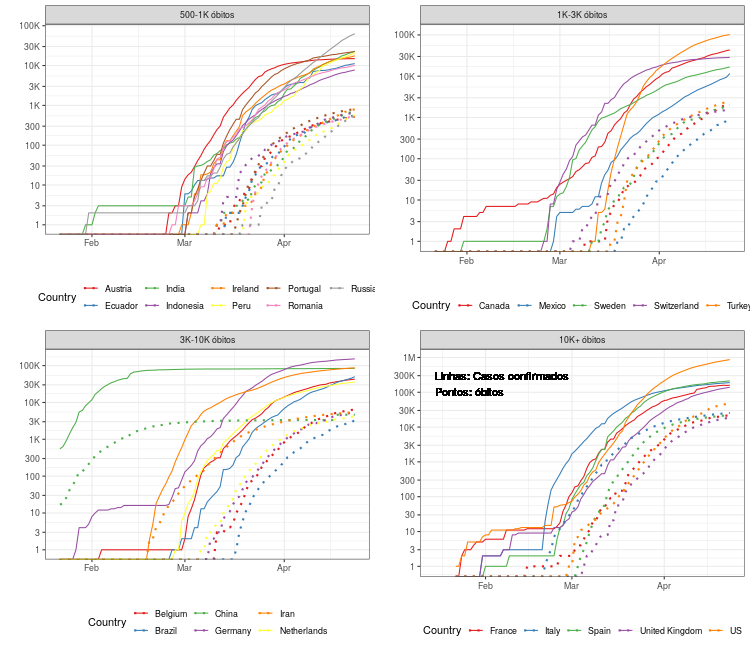 500-1K óbitos
100K
30K
10K
3K
1K
300
100
30
10
3
1
Feb Mar Apr
Country Austria India Ireland Portugal Russia
Ecuador Indonesia Peru Romania
1K-3K óbitos
100K
30K
10K
3K
1K
300
100
30
10
3
1
Feb Mar Apr
Country Canada Mexico Sweden Switzerland Turkey
3K-10K óbitos
100K
30K
10K
3K
1K
300
100
30
10
3
1
Feb Mar Apr
Country Belgium China Iran
Brazil Germany Netherlands
10K+ óbitos
Linhas: Casos confirmados
Pontos: óbitos
1M
300K
100K
30K
10K
3K
1K
300
100
30
10
3
1
Feb Mar Apr
Country France Italy Spain United Kingdom US